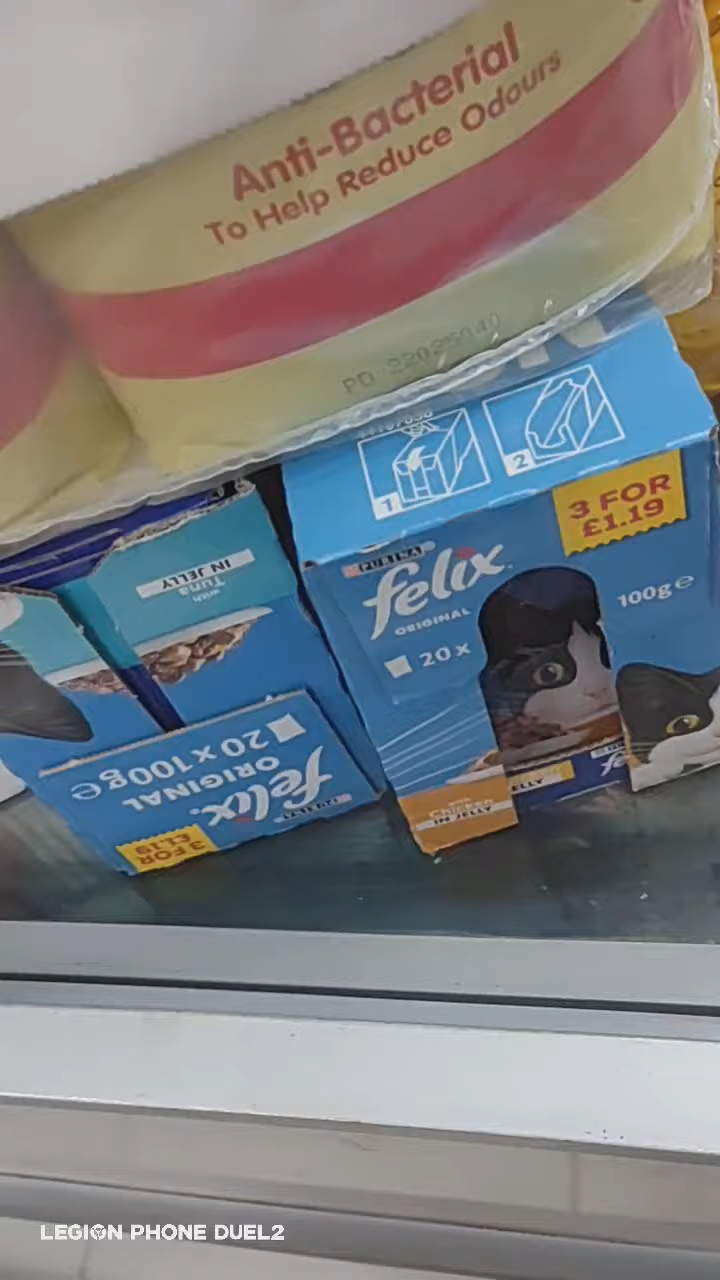 Anti-Bacterial
To Help Reduce Odours
PD 22025040
1
2
3 FOR
£1.19
PURINA
felix
ORIGINAL
20 x
100g e
with
Tuna
IN JELLY
PURINA
felix
ORIGINAL
20 x 100g e
3 FOR
£1.19
with
Chicken
IN JELLY
LEGION PHONE DUEL2